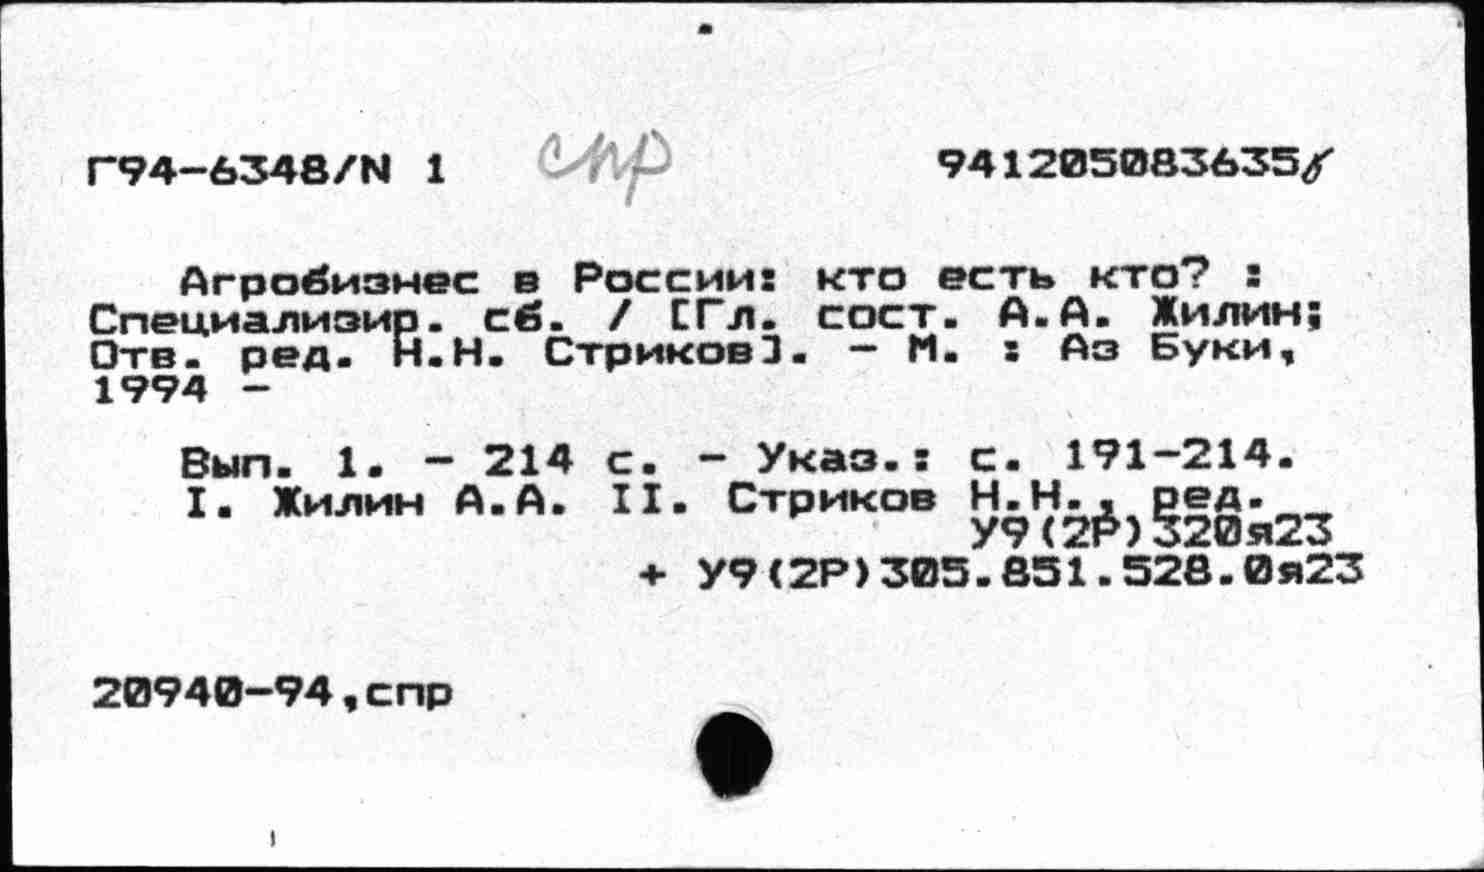 Г94-6348/N 1 спр 941205083635б
Агробизнес в России: кто есть кто? :
Специализир. сб. / [Гл. сост. А.А. Жилин;
Отв. ред. Н.Н. Стриков]. - М. : Аз Буки,
1994 -
Вып. 1. - 214 с. - Указ.: с. 191-214.
I. Жилин А.А. II. Стриков Н.Н., ред.
У9(2Р)320я23
+ У9(2Р)305.851.528.0я23
20940-94,спр